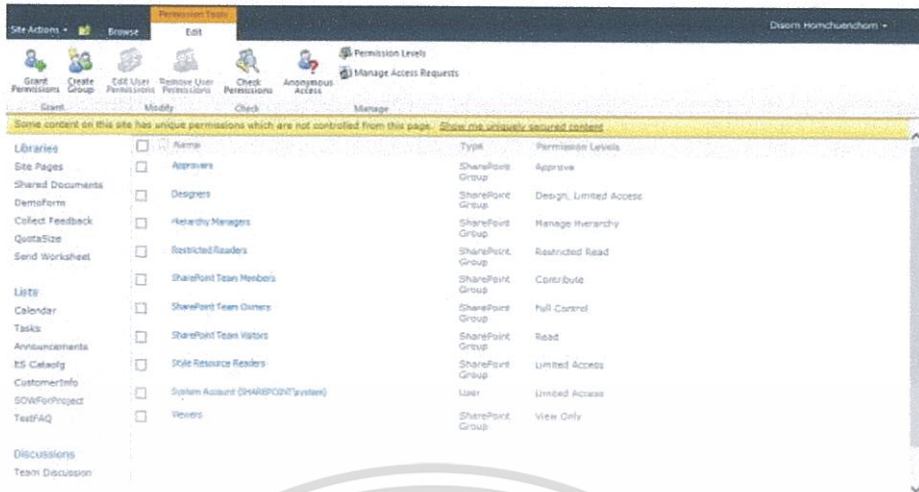 Permission Tools
Site Actions Browse Edit Disorn Homchuenchom
Grant Permissions Create Group Edit User Permissions Remove User Permissions Check Permissions Anonymous Access Permission Levels
Manage Access Requests
Grant Modify Check Manage
Some content on this site has unique permissions which are not controlled from this page. Show me uniquely secured content
Libraries Name Type Permission Levels
Site Pages Approvers SharePoint Group Approve
Shared Documents
DemoForm Designers SharePoint Group Design, Limited Access
Collect Feedback Hierarchy Managers SharePoint Group Manage Hierarchy
QuotaSize
Send Worksheet Restricted Readers SharePoint Group Restricted Read
SharePoint Team Members SharePoint Group Contribute
Lists
Calendar SharePoint Team Owners SharePoint Group Full Control
Tasks
Announcements SharePoint Team Visitors SharePoint Group Read
ES Cataolg Style Resource Readers SharePoint Group Limited Access
CustomerInfo
SOWForProject System Account (SHAREPOINT\system) User Limited Access
TestFAQ Viewers SharePoint Group View Only
Discussions
Team Discussion